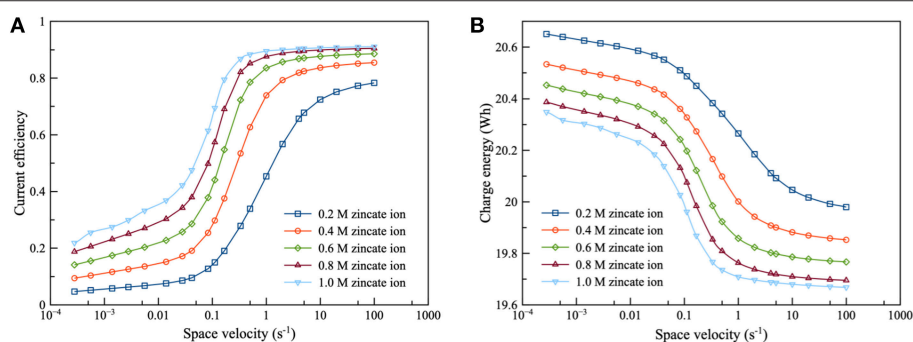 A
Current efficiency
1
0.8
0.6
0.4
0.2
0
10⁻⁴ 10⁻³ 0.01 0.1 1 10 100 1000
Space velocity (s⁻¹)
0.2 M zincate ion
0.4 M zincate ion
0.6 M zincate ion
0.8 M zincate ion
1.0 M zincate ion
B
Charge energy (Wh)
20.6
20.4
20.2
20
19.8
19.6
10⁻⁴ 10⁻³ 0.01 0.1 1 10 100 1000
Space velocity (s⁻¹)
0.2 M zincate ion
0.4 M zincate ion
0.6 M zincate ion
0.8 M zincate ion
1.0 M zincate ion